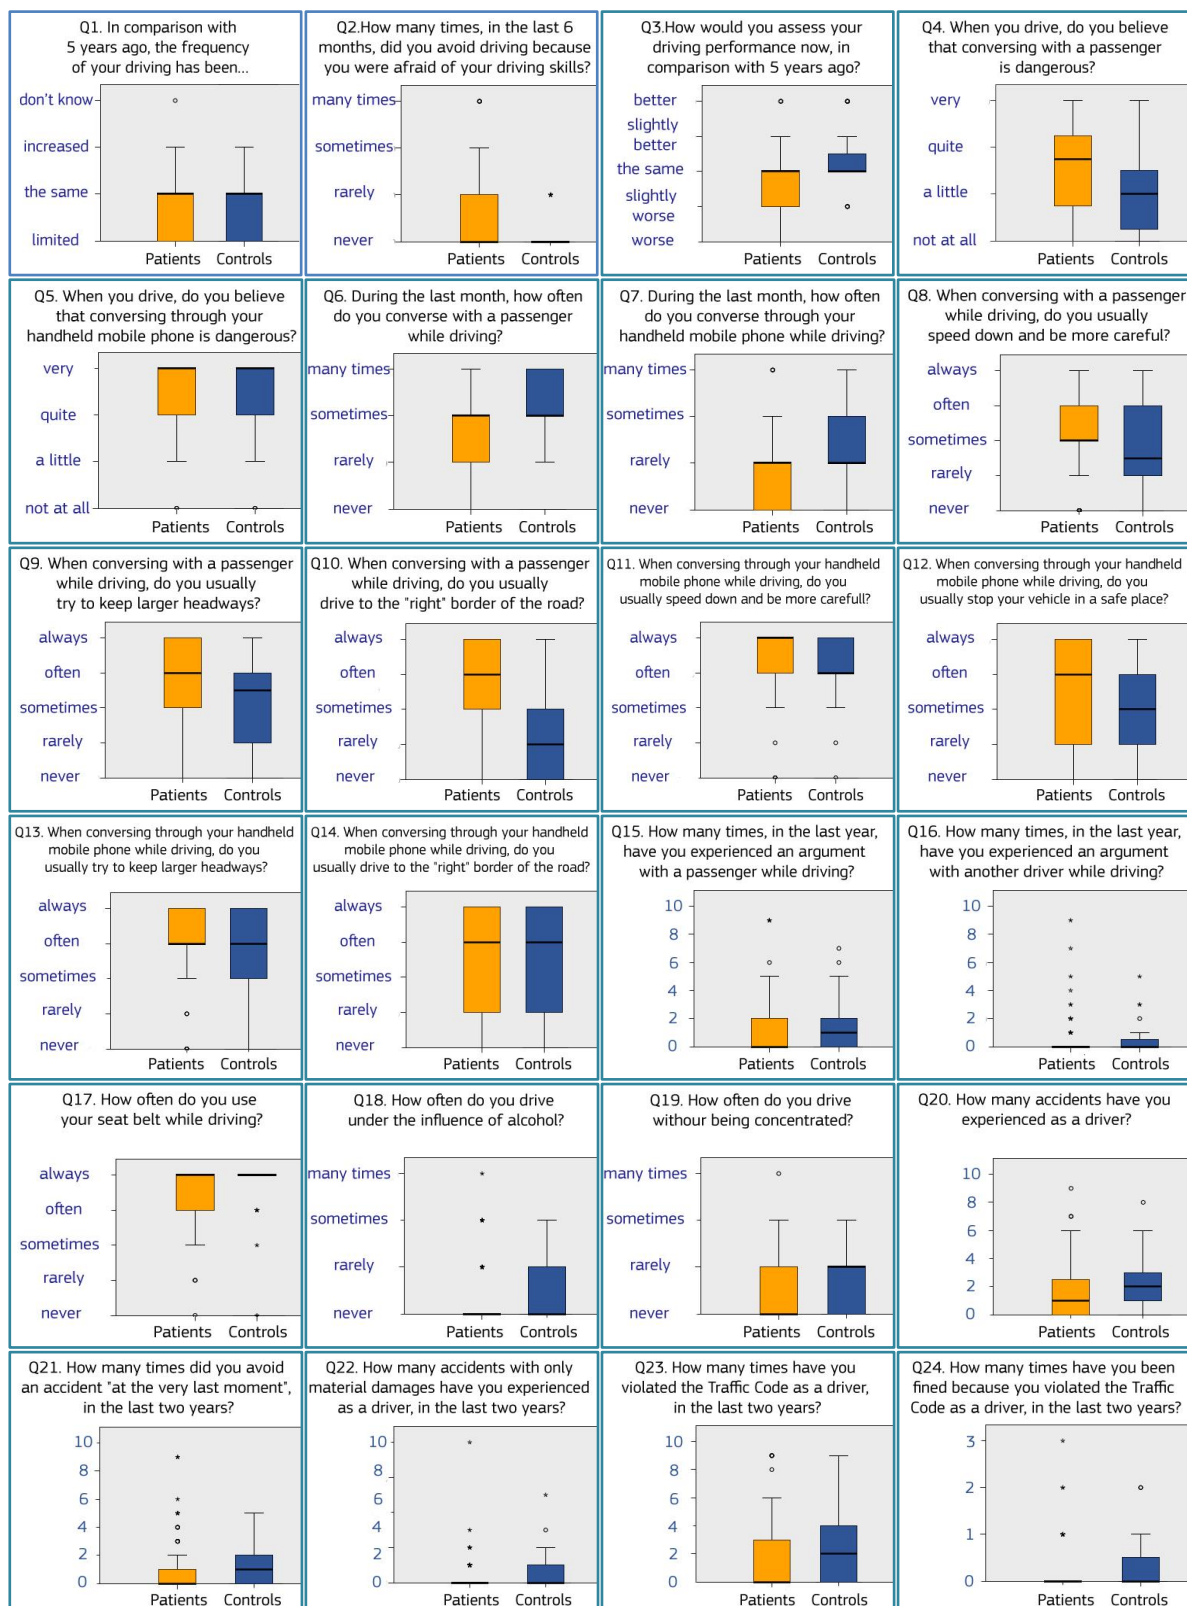 Q1. In comparison with
5 years ago, the frequency
of your driving has been...
don't know
increased
the same
limited
Patients Controls
Q2.How many times, in the last 6
months, did you avoid driving because
you were afraid of your driving skills?
many times
sometimes
rarely
never
Patients Controls
Q3.How would you assess your
driving performance now, in
comparison with 5 years ago?
better
slightly
better
the same
slightly
worse
worse
Patients Controls
Q4. When you drive, do you believe
that conversing with a passenger
is dangerous?
very
quite
a little
not at all
Patients Controls
Q5. When you drive, do you believe
that conversing through your
handheld mobile phone is dangerous?
very
quite
a little
not at all
Patients Controls
Q6. During the last month, how often
do you converse with a passenger
while driving?
many times
sometimes
rarely
never
Patients Controls
Q7. During the last month, how often
do you converse through your
handheld mobile phone while driving?
many times
sometimes
rarely
never
Patients Controls
Q8. When conversing with a passenger
while driving, do you usually
speed down and be more careful?
always
often
sometimes
rarely
never
Patients Controls
Q9. When conversing with a passenger
while driving, do you usually
try to keep larger headways?
always
often
sometimes
rarely
never
Patients Controls
Q10. When conversing with a passenger
while driving, do you usually
drive to the "right" border of the road?
always
often
sometimes
rarely
never
Patients Controls
Q11. When conversing through your handheld
mobile phone while driving, do you
usually speed down and be more carefull?
always
often
sometimes
rarely
never
Patients Controls
Q12. When conversing through your handheld
mobile phone while driving, do you
usually stop your vehicle in a safe place?
always
often
sometimes
rarely
never
Patients Controls
Q13. When conversing through your handheld
mobile phone while driving, do you
usually try to keep larger headways?
always
often
sometimes
rarely
never
Patients Controls
Q14. When conversing through your handheld
mobile phone while driving, do you
usually drive to the "right" border of the road?
always
often
sometimes
rarely
never
Patients Controls
Q15. How many times, in the last year,
have you experienced an argument
with a passenger while driving?
10
8
6
4
2
0
Patients Controls
Q16. How many times, in the last year,
have you experienced an argument
with another driver while driving?
10
8
6
4
2
0
Patients Controls
Q17. How often do you use
your seat belt while driving?
always
often
sometimes
rarely
never
Patients Controls
Q18. How often do you drive
under the influence of alcohol?
many times
sometimes
rarely
never
Patients Controls
Q19. How often do you drive
withour being concentrated?
many times
sometimes
rarely
never
Patients Controls
Q20. How many accidents have you
experienced as a driver?
10
8
6
4
2
0
Patients Controls
Q21. How many times did you avoid
an accident "at the very last moment",
in the last two years?
10
8
6
4
2
0
Patients Controls
Q22. How many accidents with only
material damages have you experienced
as a driver, in the last two years?
10
8
6
4
2
0
Patients Controls
Q23. How many times have you
violated the Traffic Code as a driver,
in the last two years?
10
8
6
4
2
0
Patients Controls
Q24. How many times have you been
fined because you violated the Traffic
Code as a driver, in the last two years?
3
2
1
0
Patients Controls